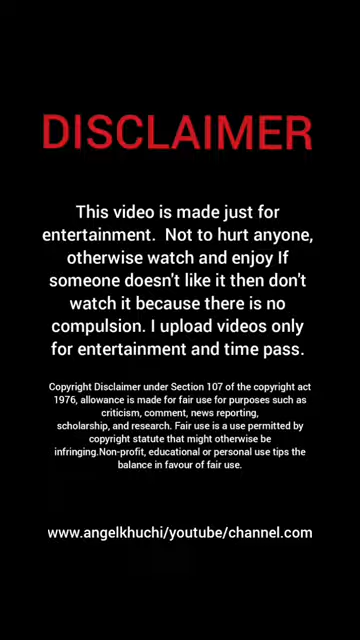 DISCLAIMER
This video is made just for
entertainment. Not to hurt anyone,
otherwise watch and enjoy If
someone doesn't like it then don't
watch it because there is no
compulsion. I upload videos only
for entertainment and time pass.
Copyright Disclaimer under Section 107 of the copyright act
1976, allowance is made for fair use for purposes such as
criticism, comment, news reporting,
scholarship, and research. Fair use is a use permitted by
copyright statute that might otherwise be
infringing.Non-profit, educational or personal use tips the
balance in favour of fair use.
www.angelkhuchi/youtube/channel.com